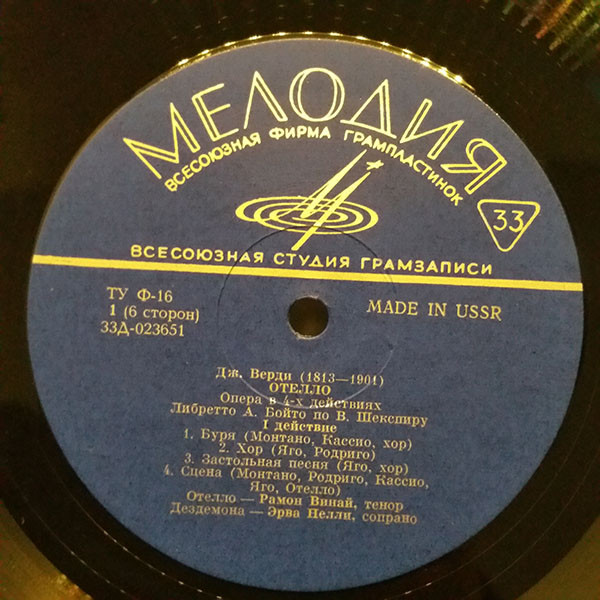 МЕЛОДИЯ
ВСЕСОЮЗНАЯ ФИРМА ГРАМПЛАСТИНОК
33
ВСЕСОЮЗНАЯ СТУДИЯ ГРАМЗАПИСИ
ТУ Ф-16
1 (6 сторон)
33Д-023651
MADE IN USSR
Дж. Верди (1813—1901)
ОТЕЛЛО
Опера в 4-х действиях
Либретто А. Бойто по В. Шекспиру
I действие
1. Буря (Монтано, Кассио, хор)
2. Хор (Яго, Родриго)
3. Застольная песня (Яго, хор)
4. Сцена (Монтано, Родриго, Кассио,
Яго, Отелло)
Отелло — Рамон Винай, тенор
Дездемона — Эрва Нелли, сопрано